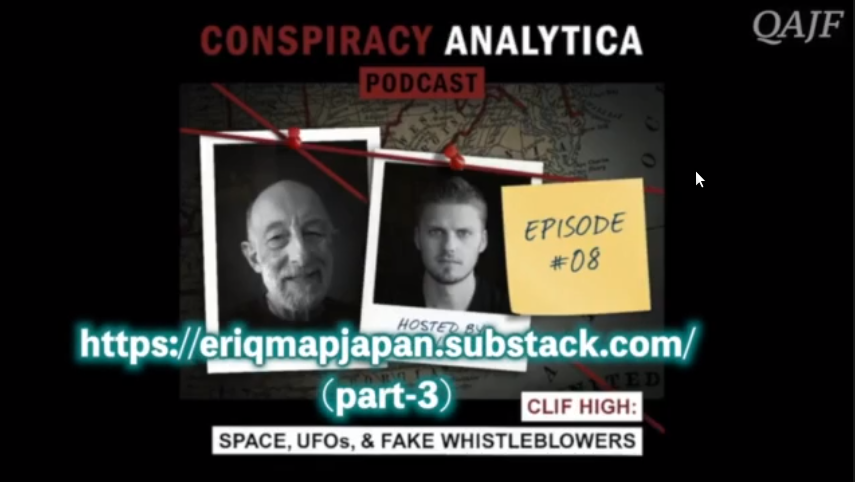 QAJF
CONSPIRACY ANALYTICA
PODCAST
EPISODE
#08
HOSTED BY
https://eriqmapjapan.substack.com/
（part-3）
CLIF HIGH:
SPACE, UFOs, & FAKE WHISTLEBLOWERS